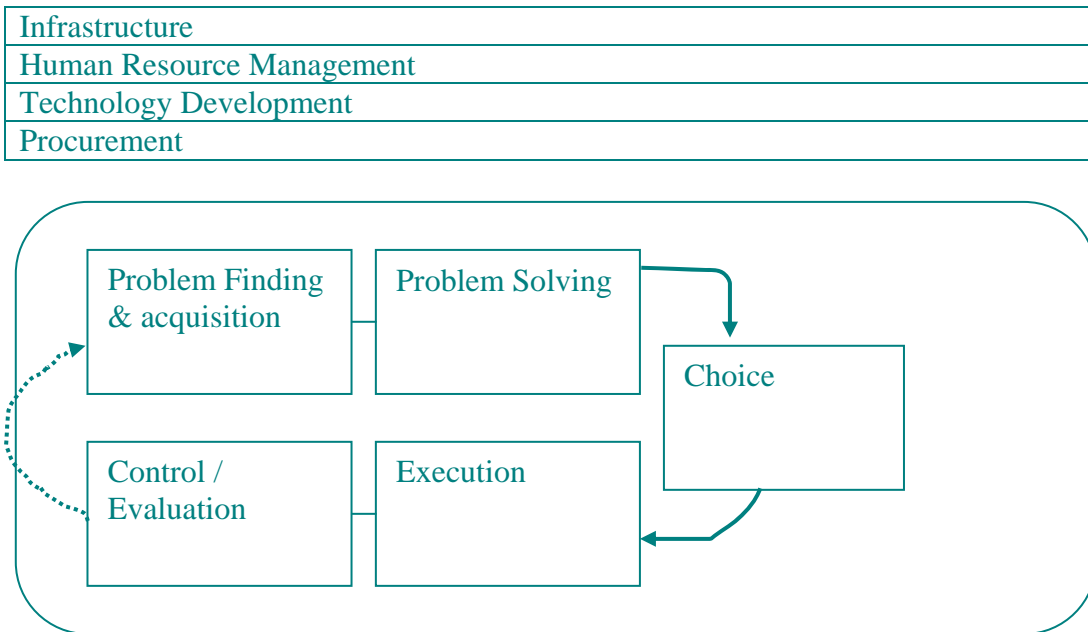 Infrastructure
Human Resource Management
Technology Development
Procurement
Problem Finding
& acquisition
Problem Solving
Choice
Control /
Evaluation
Execution